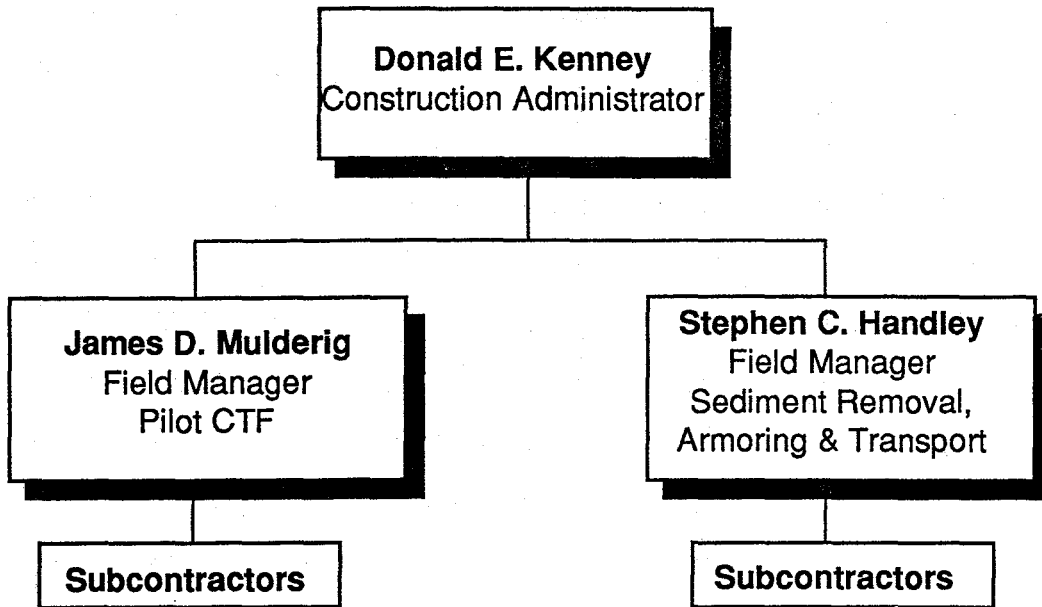 Donald E. Kenney
Construction Administrator
James D. Mulderig
Field Manager
Pilot CTF
Stephen C. Handley
Field Manager
Sediment Removal,
Armoring & Transport
Subcontractors
Subcontractors